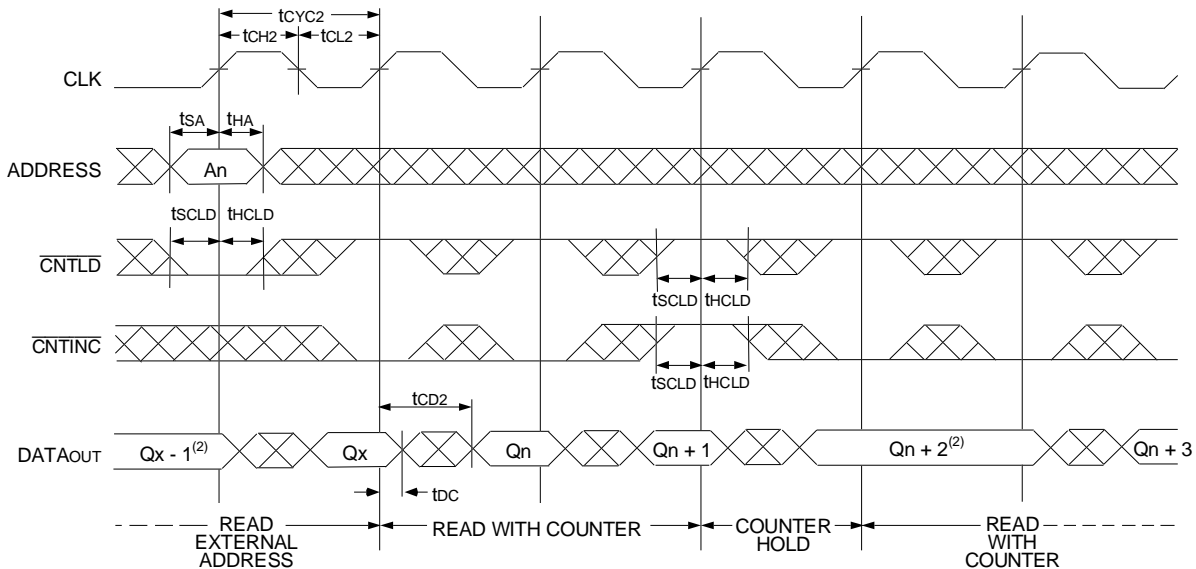 tCYC2
tCH2 tCL2
CLK
tSA tHA
ADDRESS An
tSCLD tHCLD
CNTLD
tSCLD tHCLD
CNTINC
tSCLD tHCLD
tCD2
DATAOUT Qx - 1(2) Qx Qn Qn + 1 Qn + 2(2) Qn + 3
tDC
READ EXTERNAL ADDRESS
READ WITH COUNTER
COUNTER HOLD
READ WITH COUNTER